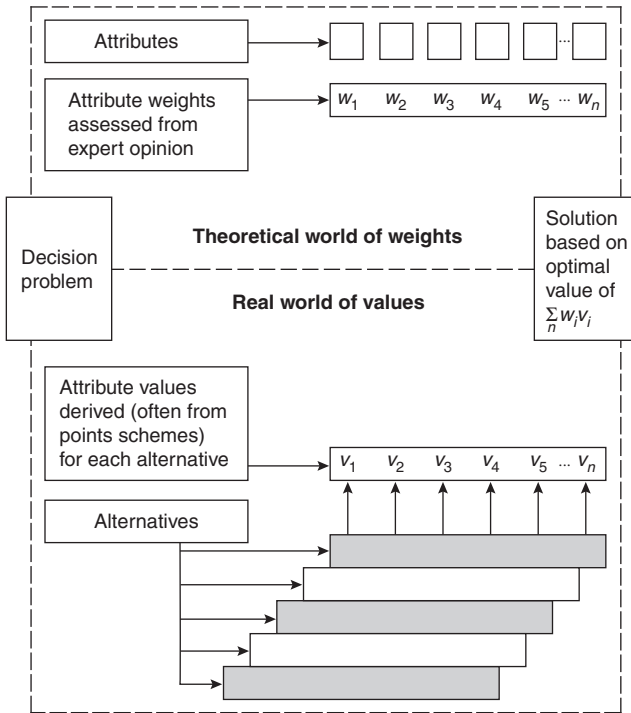 Attributes
...
Attribute weights
assessed from
expert opinion
w1 w2 w3 w4 w5 ... wn
Decision
problem
Theoretical world of weights
Real world of values
Solution
based on
optimal
value of
Σ wivi
n
Attribute values
derived (often from
points schemes)
for each alternative
v1 v2 v3 v4 v5 ... vn
Alternatives